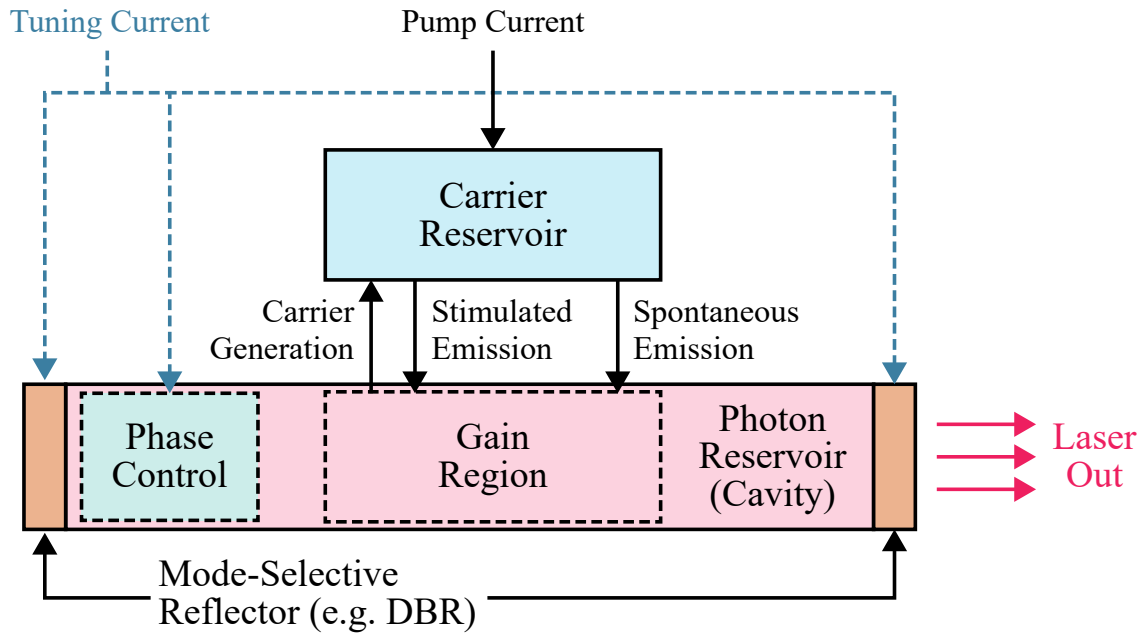 Tuning Current
Pump Current
Carrier
Reservoir
Carrier
Generation
Stimulated
Emission
Spontaneous
Emission
Phase
Control
Gain
Region
Photon
Reservoir
(Cavity)
Laser
Out
Mode-Selective
Reflector (e.g. DBR)